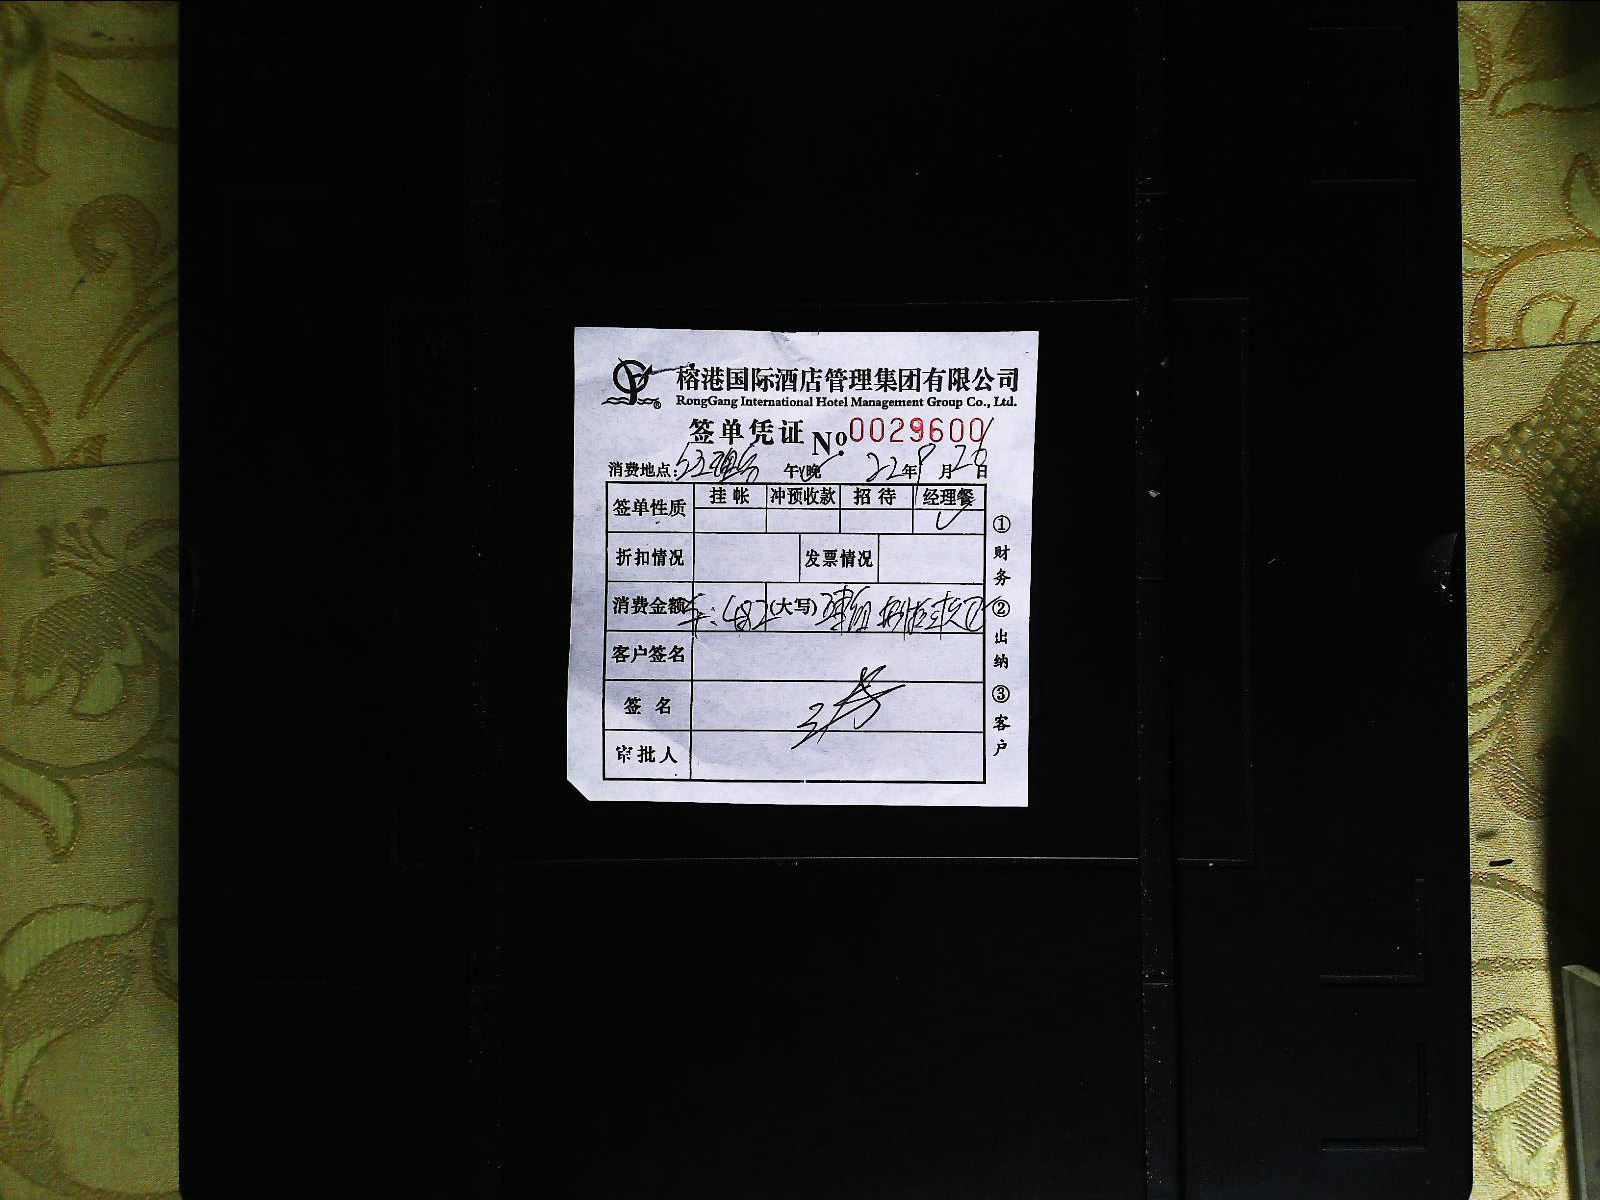 榕港国际酒店管理集团有限公司
RongGang International Hotel Management Group Co., Ltd.
签单凭证 No. 0029600
消费地点: 午(晚 22年9月26日
签单性质 挂帐 冲预收款 招待 经理餐
折扣情况 发票情况
消费金额 482 (大写)
客户签名
签名
审批人
①财务②出纳③客户